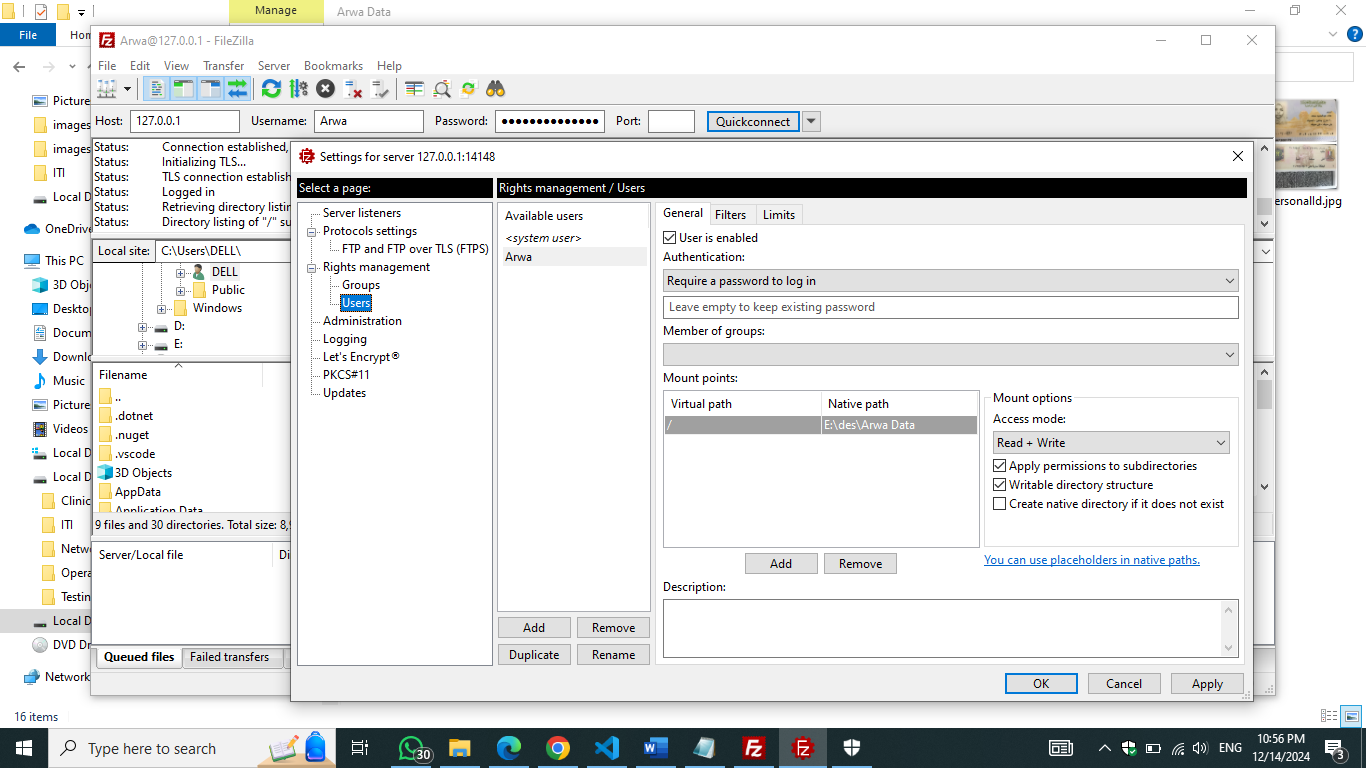 Manage
Arwa Data
File
Hom
Arwa@127.0.0.1 - FileZilla
File Edit View Transfer Server Bookmarks Help
Host: 127.0.0.1 Username: Arwa Password: ●●●●●●●●●●●●●● Port: Quickconnect
Status: Connection established,
Status: Initializing TLS...
Status: TLS connection establish
Status: Logged in
Status: Retrieving directory listin
Status: Directory listing of "/" su
Local site: C:\Users\DELL\
DELL
Public
Windows
D:
E:
Filename
..
.dotnet
.nuget
.vscode
3D Objects
AppData
Application Data
9 files and 30 directories. Total size: 8,9
Server/Local file Di
Queued files Failed transfers
Picture
images
images
ITI
Local D
OneDrive
This PC
3D Obj
Desktop
Docum
Downl
Music
Picture
Videos
Local D
Local D
Clinic
ITI
Netw
Opera
Testin
Local D
DVD Dr
Network
16 items
ersonalId.jpg
Settings for server 127.0.0.1:14148
Select a page:
Server listeners
Protocols settings
FTP and FTP over TLS (FTPS)
Rights management
Groups
Users
Administration
Logging
Let's Encrypt®
PKCS#11
Updates
Rights management / Users
Available users
<system user>
Arwa
Add Remove
Duplicate Rename
General Filters Limits
User is enabled
Authentication:
Require a password to log in
Leave empty to keep existing password
Member of groups:
Mount points:
Virtual path Native path
/ E:\des\Arwa Data
Add Remove
Mount options
Access mode:
Read + Write
Apply permissions to subdirectories
Writable directory structure
Create native directory if it does not exist
You can use placeholders in native paths.
Description:
OK Cancel Apply
Type here to search
30
ENG
10:56 PM
12/14/2024
3